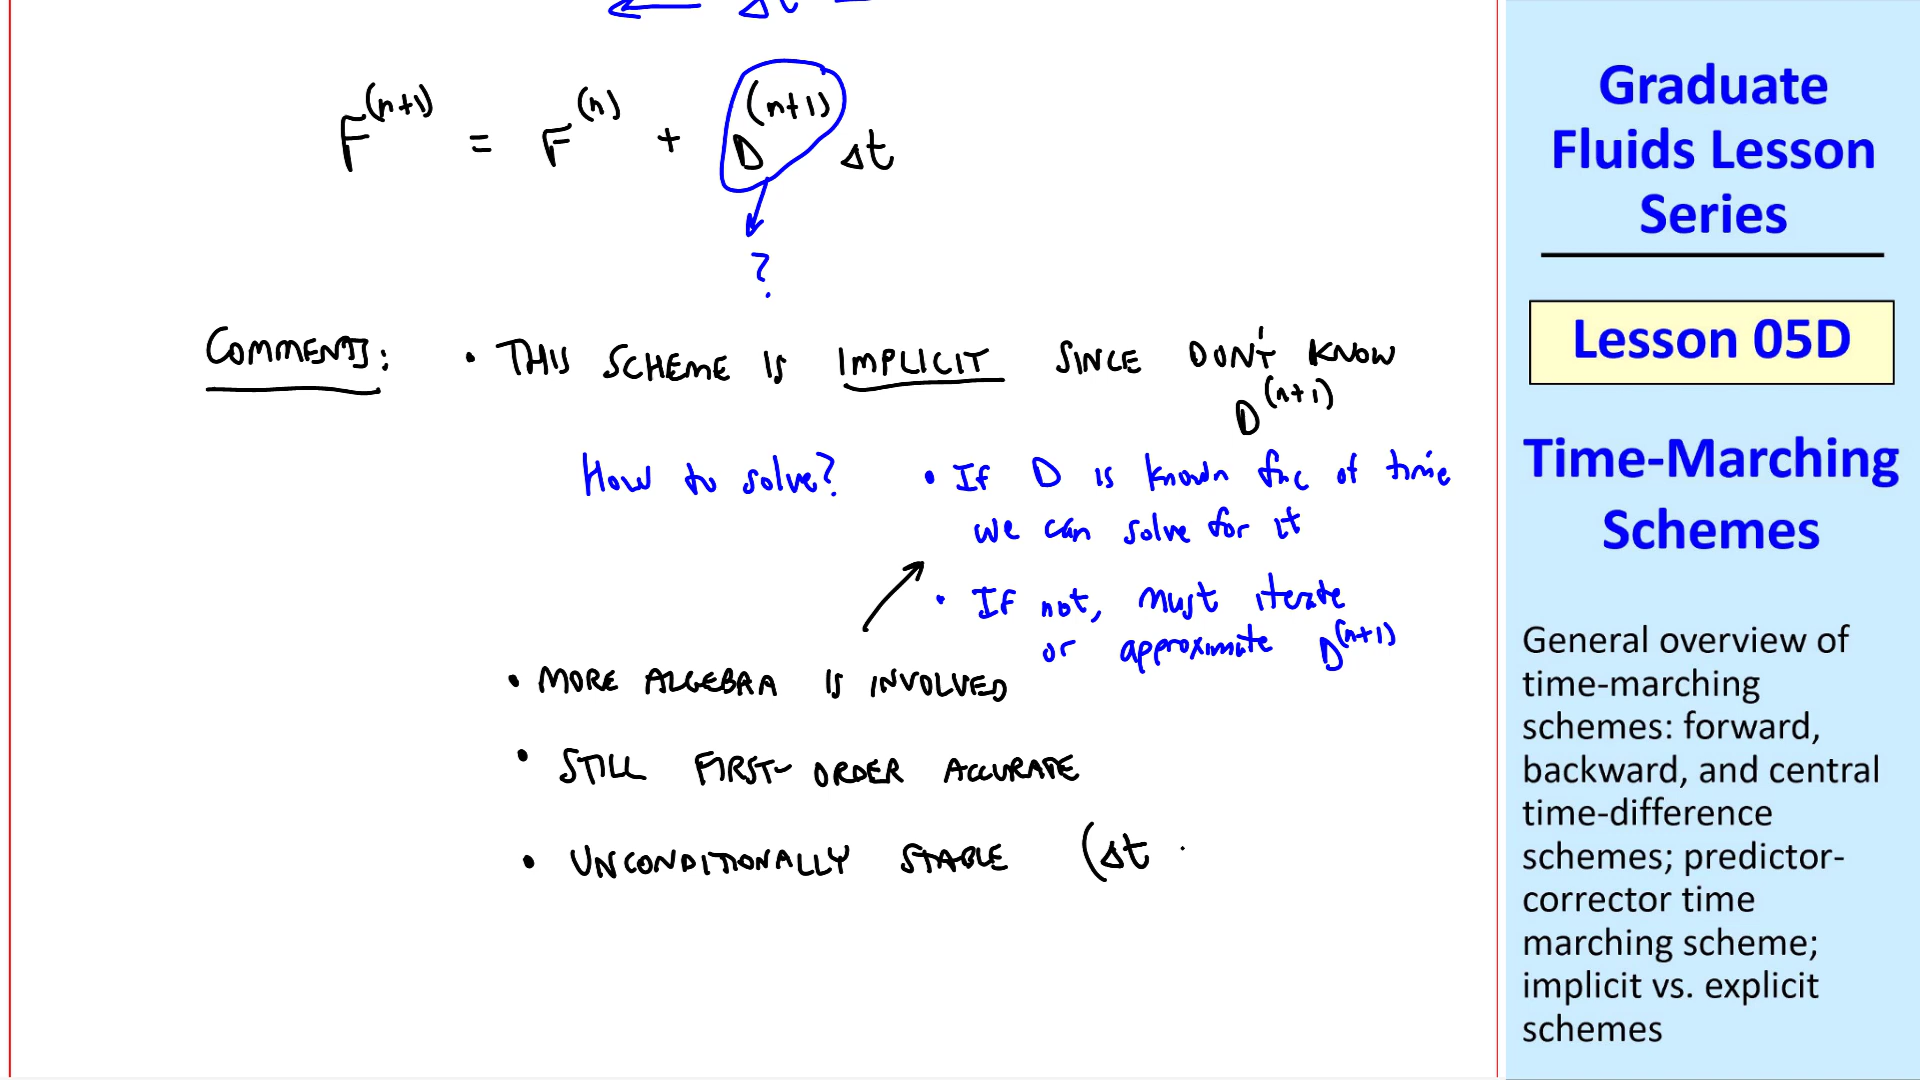 ← Δt
F^(n+1) = F^(n) + D^(n+1) Δt
?
COMMENTS: • THIS SCHEME IS IMPLICIT SINCE DON'T KNOW
D^(n+1)
How to solve? • If D is known fnc of time
we can solve for it
• If not, must iterate
or approximate D^(n+1)
• MORE ALGEBRA IS INVOLVED
• STILL FIRST-ORDER ACCURATE
• UNCONDITIONALLY STABLE (Δt
Graduate
Fluids Lesson
Series
Lesson 05D
Time-Marching
Schemes
General overview of
time-marching
schemes: forward,
backward, and central
time-difference
schemes; predictor-
corrector time
marching scheme;
implicit vs. explicit
schemes